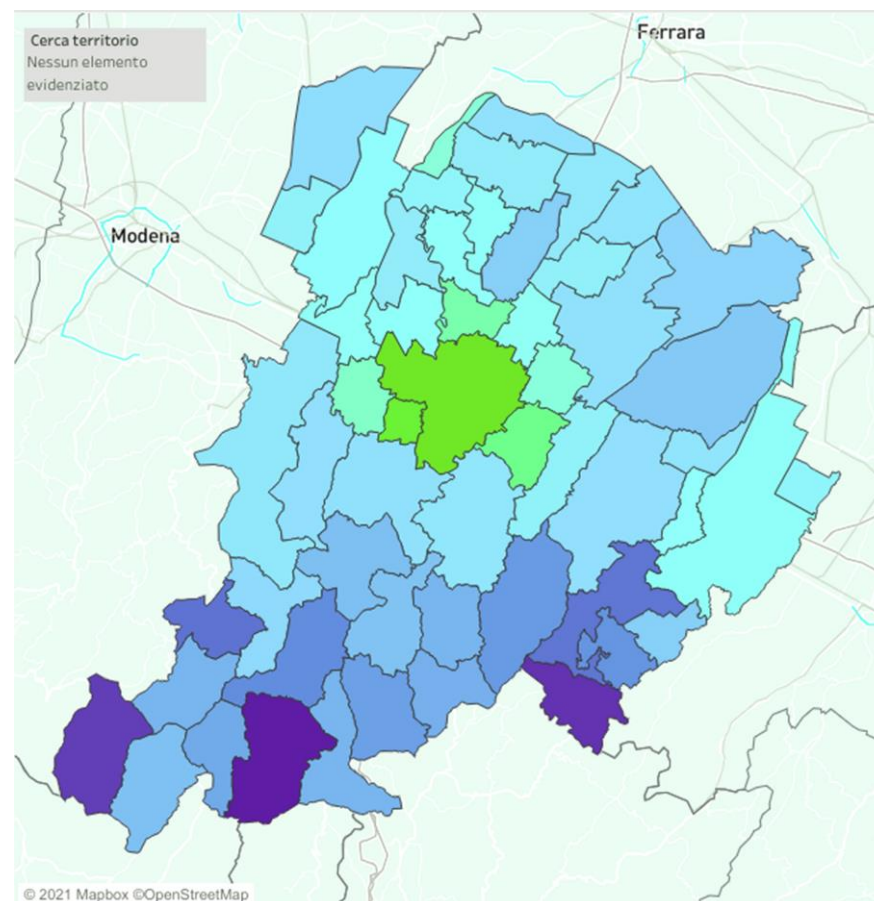 Cerca territorio
Nessun elemento
evidenziato
Ferrara
Modena
© 2021 Mapbox ©OpenStreetMap